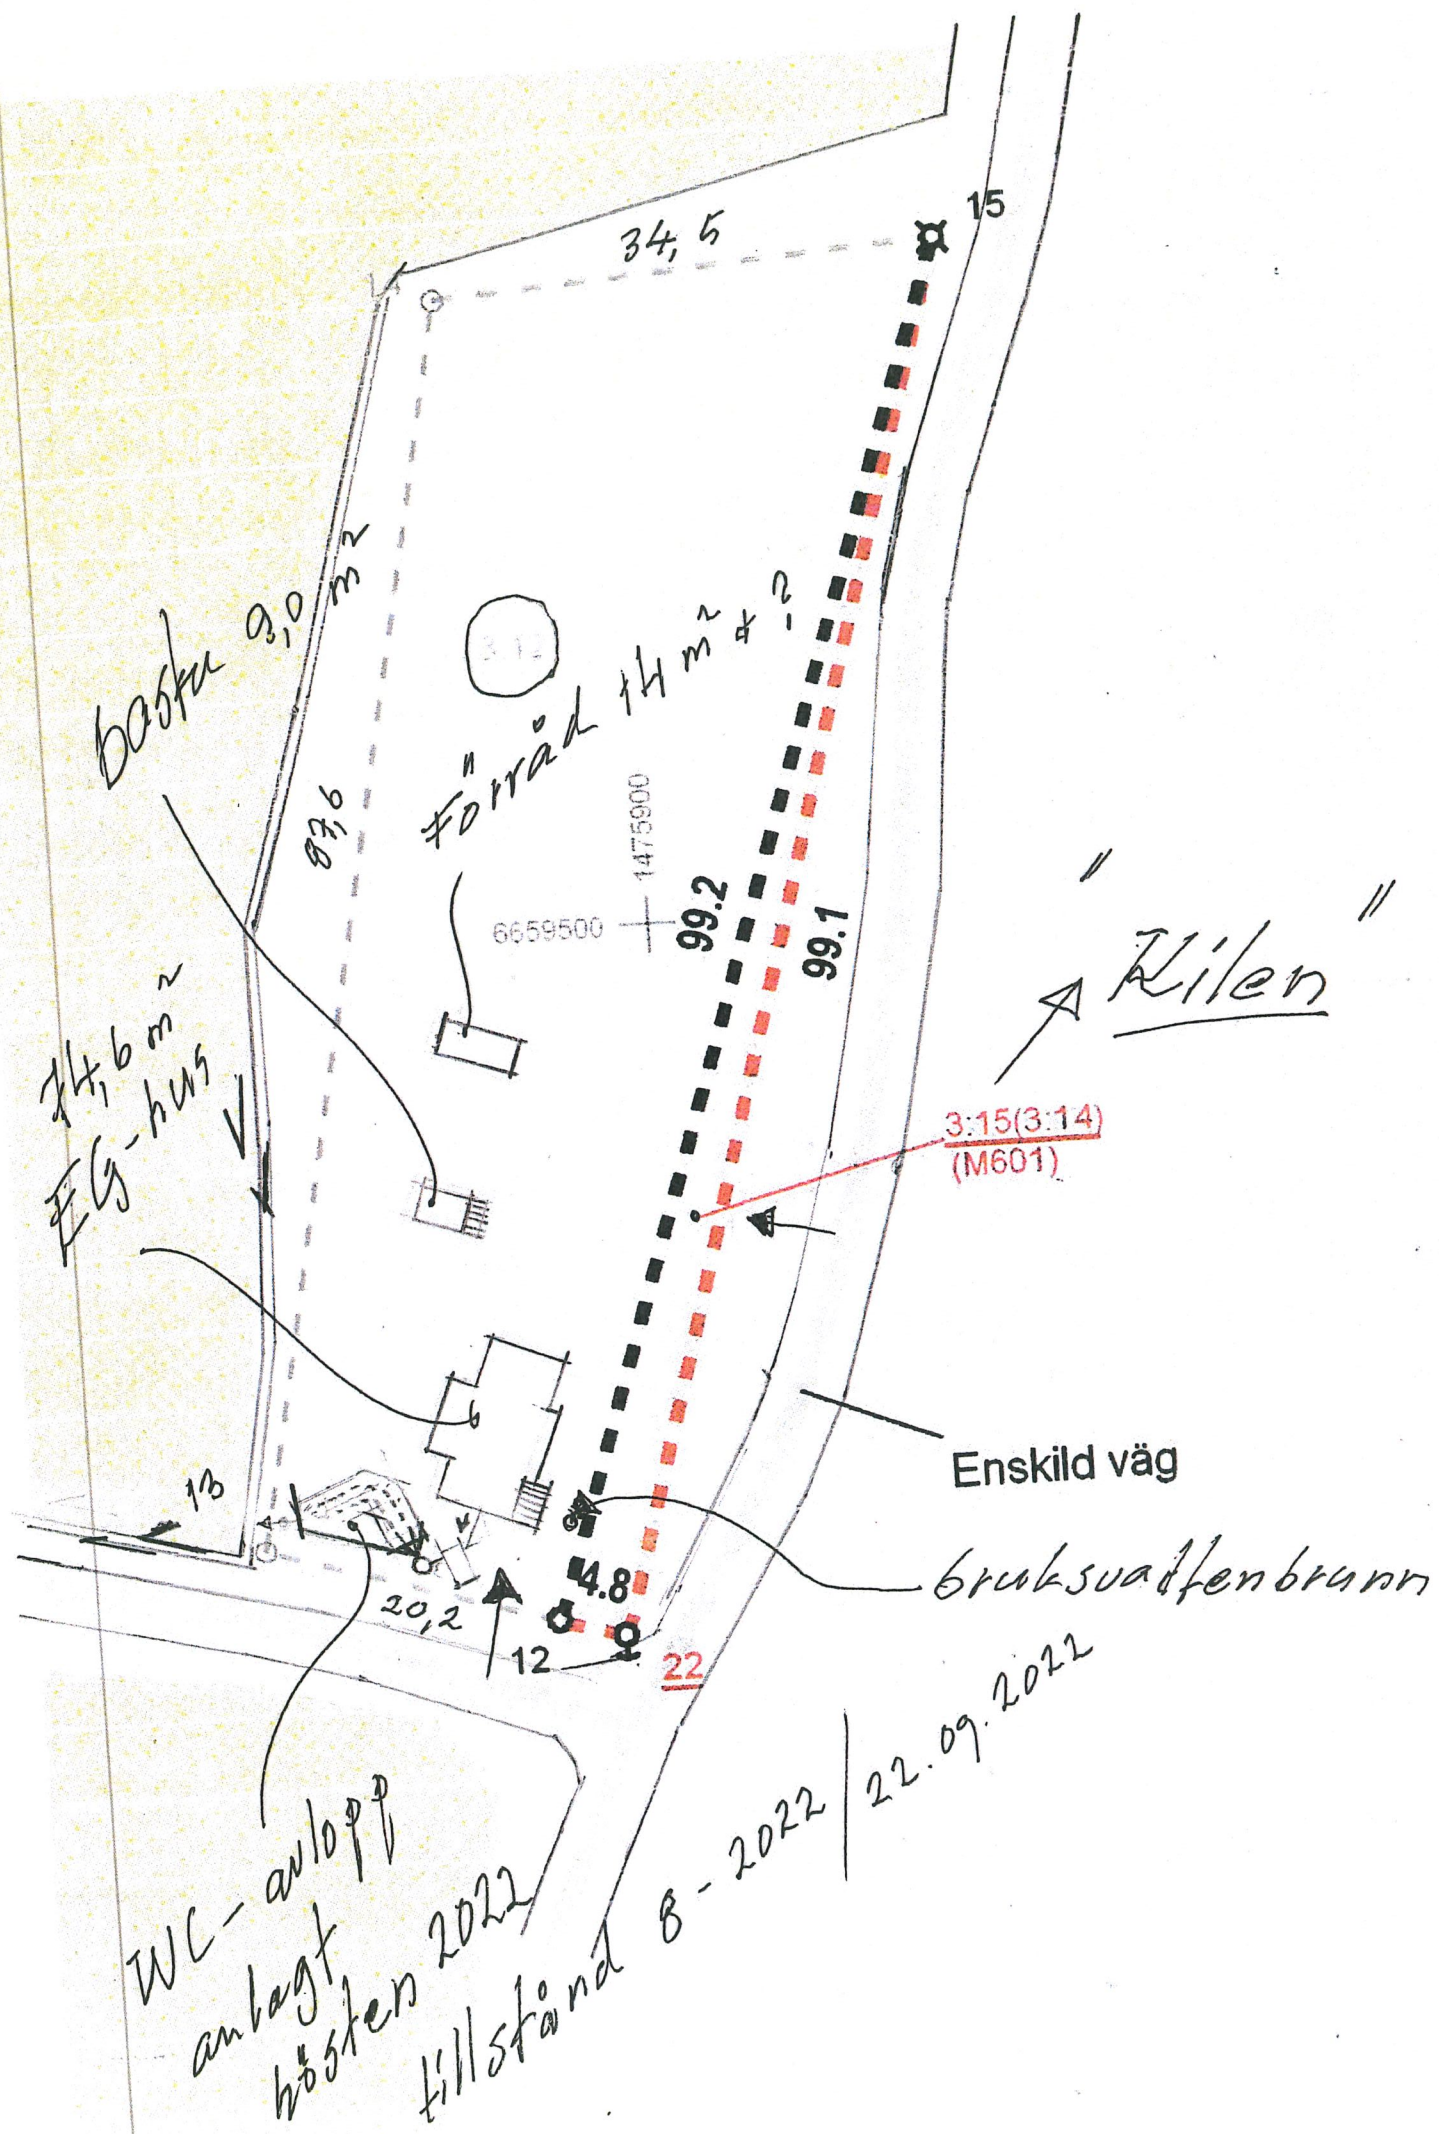 15
34,5
bastu 9,0 m²
Förråd 14 m² + ?
87,6
1475900
6659500
99.2
99.1
"Kilen"
74,6 m²
EG-hus
3:15(3:14)
(M601)
Enskild väg
13
bruksvattenbrunn
4.8
20,2
12
22
WC-avlopp
anlagt
hösten 2022
tillstånd 8-2022 / 22.09.2022